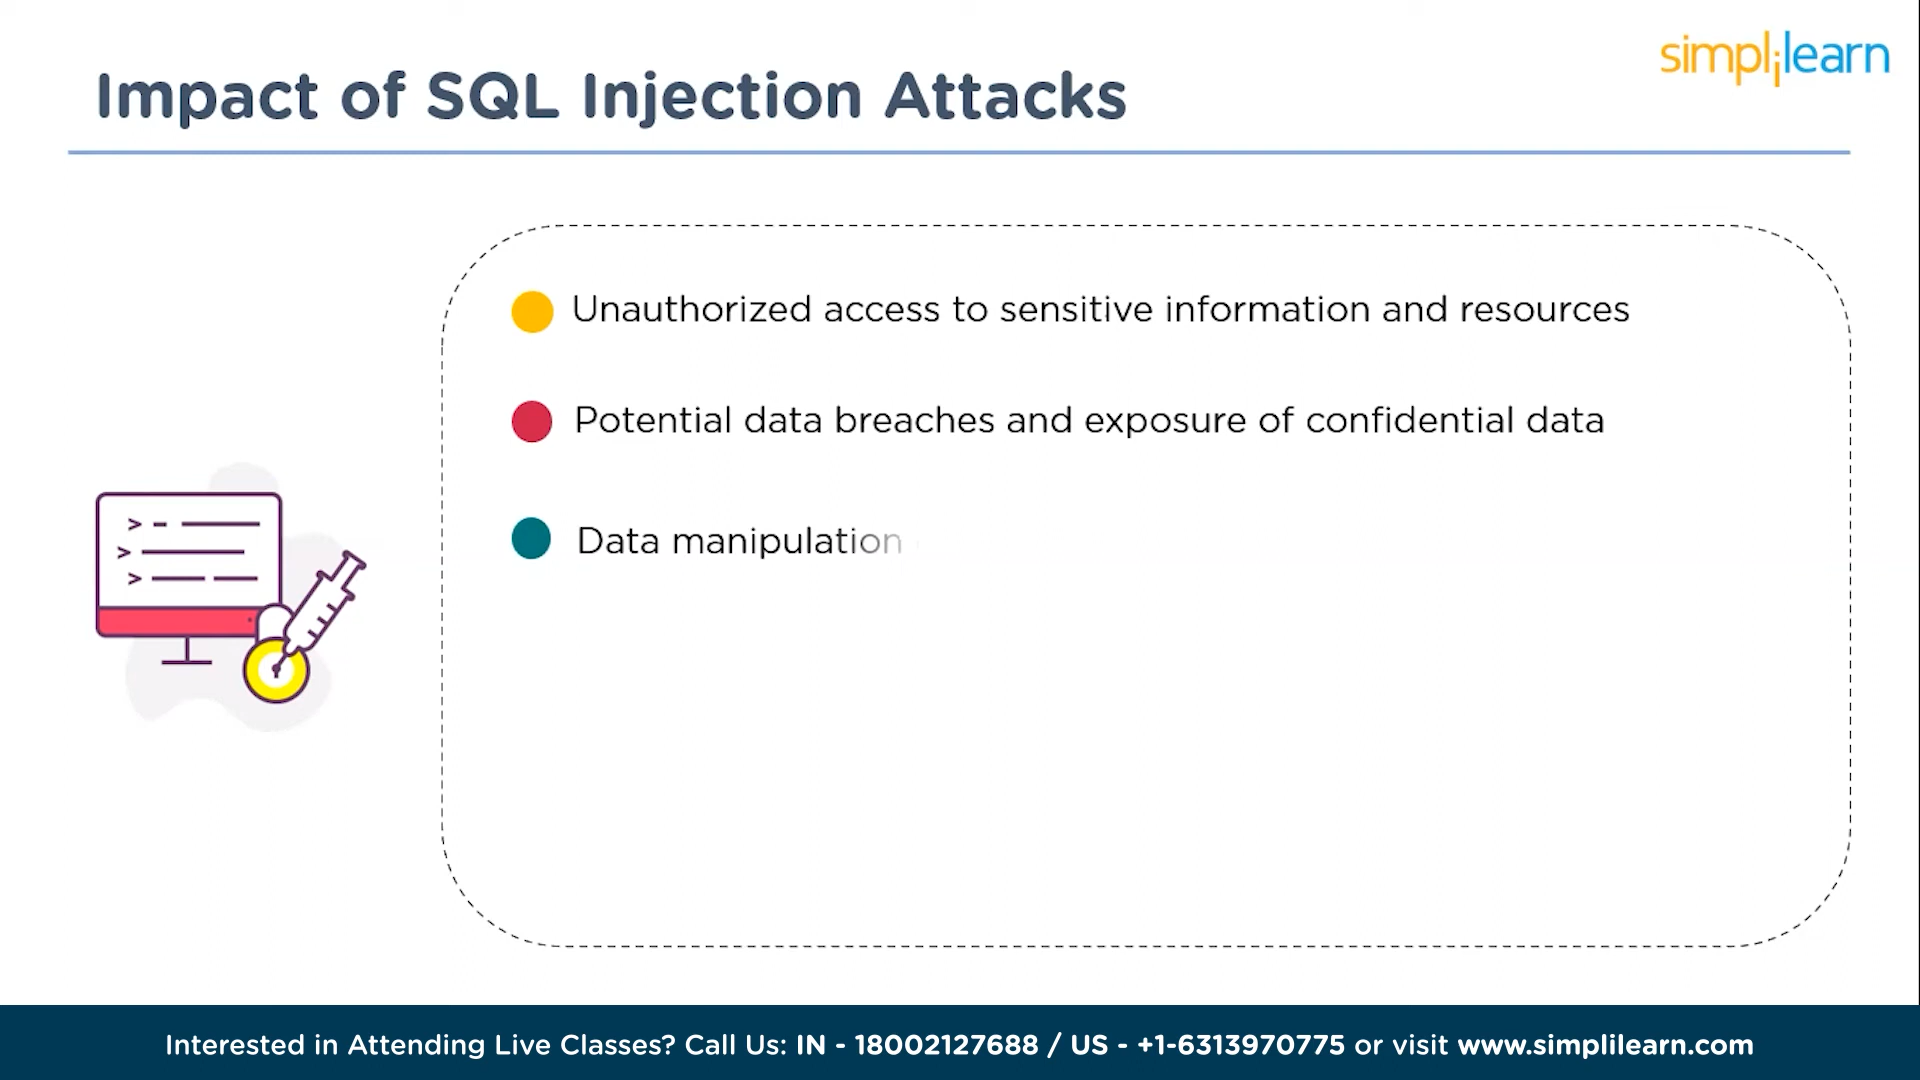 simplilearn
Impact of SQL Injection Attacks
Unauthorized access to sensitive information and resources
Potential data breaches and exposure of confidential data
Data manipulation
Interested in Attending Live Classes? Call Us: IN - 18002127688 / US - +1-6313970775 or visit www.simplilearn.com